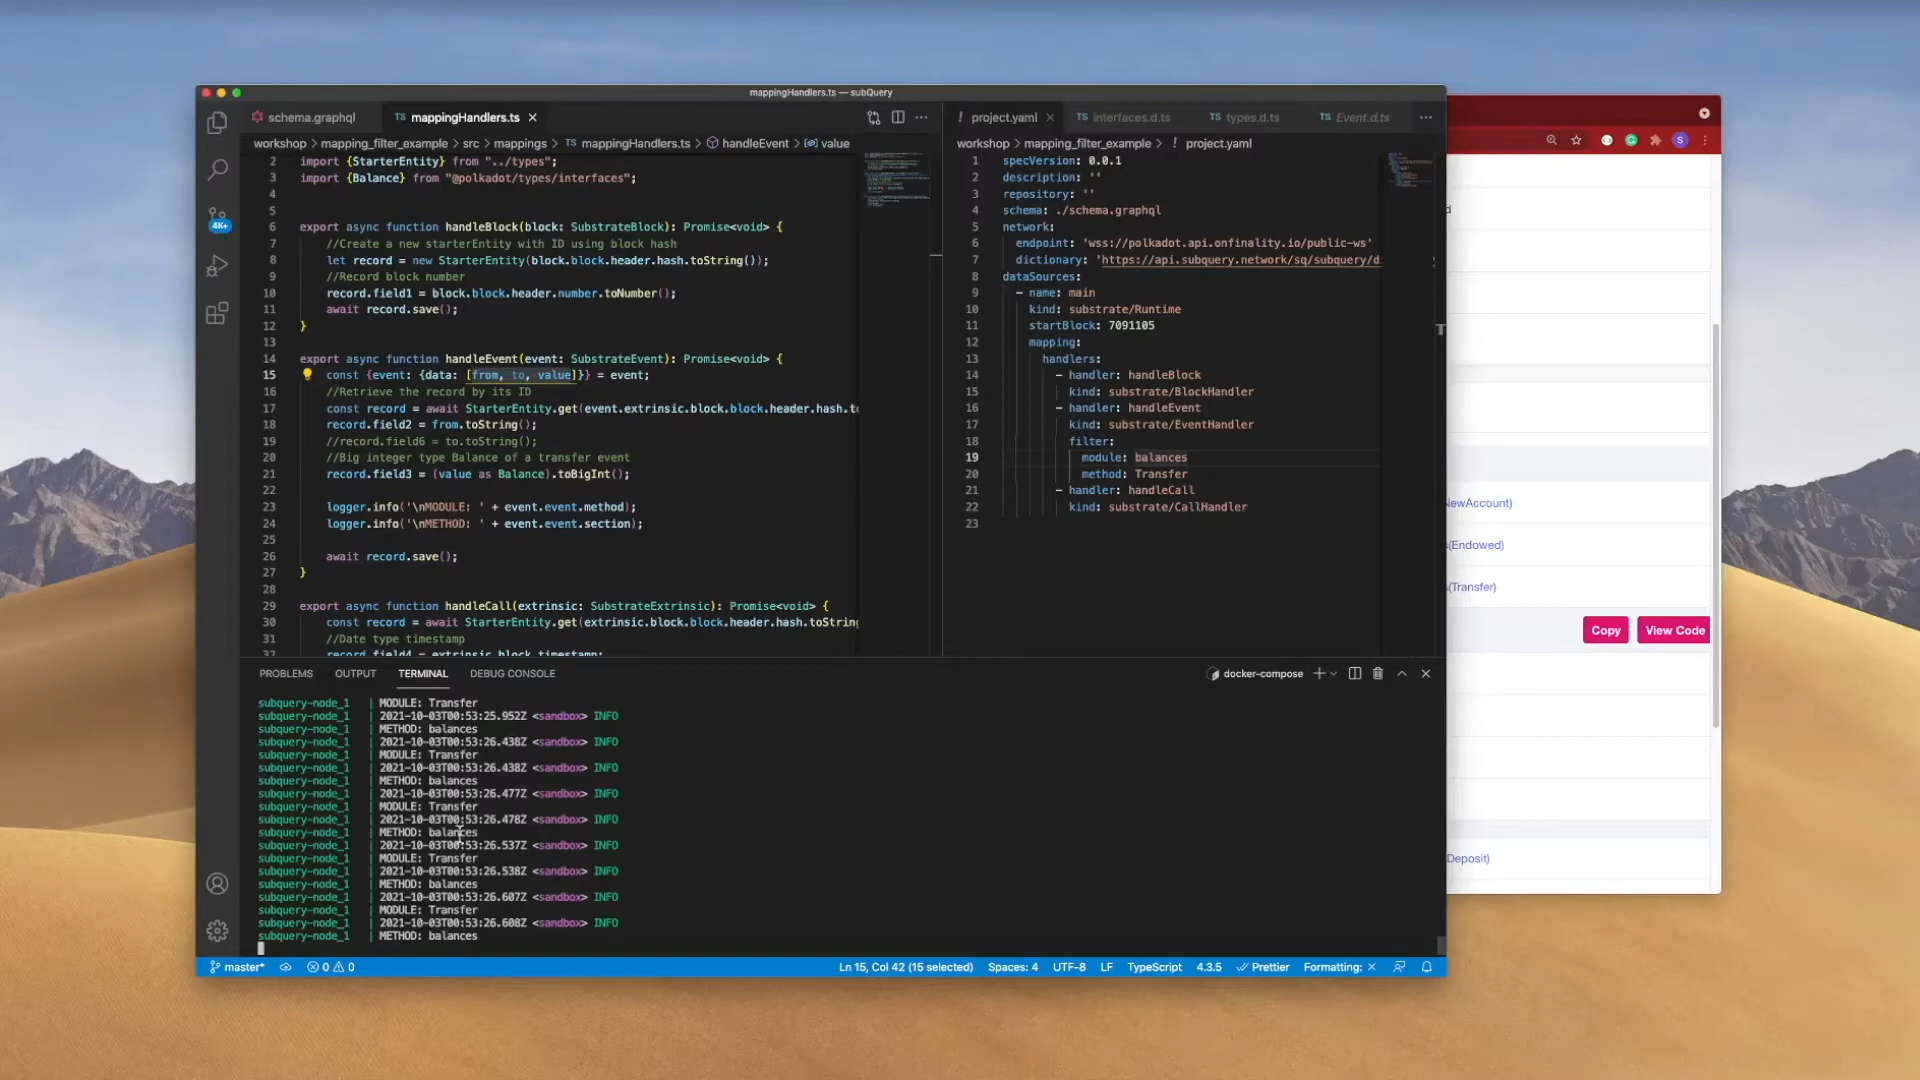 mappingHandlers.ts — subQuery
schema.graphql
TS mappingHandlers.ts ×
workshop > mapping_filter_example > src > mappings > TS mappingHandlers.ts > handleEvent > value
2 import {StarterEntity} from "../types";
3 import {Balance} from "@polkadot/types/interfaces";
4
5
6 export async function handleBlock(block: SubstrateBlock): Promise<void> {
7 //Create a new starterEntity with ID using block hash
8 let record = new StarterEntity(block.block.header.hash.toString());
9 //Record block number
10 record.field1 = block.block.header.number.toNumber();
11 await record.save();
12 }
13
14 export async function handleEvent(event: SubstrateEvent): Promise<void> {
15 const {event: {data: [from, to, value]}} = event;
16 //Retrieve the record by its ID
17 const record = await StarterEntity.get(event.extrinsic.block.block.header.hash.to
18 record.field2 = from.toString();
19 //record.field6 = to.toString();
20 //Big integer type Balance of a transfer event
21 record.field3 = (value as Balance).toBigInt();
22
23 logger.info('\nMODULE: ' + event.event.method);
24 logger.info('\nMETHOD: ' + event.event.section);
25
26 await record.save();
27 }
28
29 export async function handleCall(extrinsic: SubstrateExtrinsic): Promise<void> {
30 const record = await StarterEntity.get(extrinsic.block.block.header.hash.toString
31 //Date type timestamp
32 record.field4 = extrinsic.block.timestamp;
! project.yaml ×
TS interfaces.d.ts
TS types.d.ts
TS Event.d.ts
workshop > mapping_filter_example > ! project.yaml
1 specVersion: 0.0.1
2 description: ''
3 repository: ''
4 schema: ./schema.graphql
5 network:
6 endpoint: 'wss://polkadot.api.onfinality.io/public-ws'
7 dictionary: 'https://api.subquery.network/sq/subquery/d
8 dataSources:
9 - name: main
10 kind: substrate/Runtime
11 startBlock: 7091105
12 mapping:
13 handlers:
14 - handler: handleBlock
15 kind: substrate/BlockHandler
16 - handler: handleEvent
17 kind: substrate/EventHandler
18 filter:
19 module: balances
20 method: Transfer
21 - handler: handleCall
22 kind: substrate/CallHandler
23
4K+
PROBLEMS OUTPUT TERMINAL DEBUG CONSOLE
docker-compose
subquery-node_1 | MODULE: Transfer
subquery-node_1 | 2021-10-03T00:53:25.952Z <sandbox> INFO
subquery-node_1 | METHOD: balances
subquery-node_1 | 2021-10-03T00:53:26.438Z <sandbox> INFO
subquery-node_1 | MODULE: Transfer
subquery-node_1 | 2021-10-03T00:53:26.438Z <sandbox> INFO
subquery-node_1 | METHOD: balances
subquery-node_1 | 2021-10-03T00:53:26.477Z <sandbox> INFO
subquery-node_1 | MODULE: Transfer
subquery-node_1 | 2021-10-03T00:53:26.478Z <sandbox> INFO
subquery-node_1 | METHOD: balances
subquery-node_1 | 2021-10-03T00:53:26.537Z <sandbox> INFO
subquery-node_1 | MODULE: Transfer
subquery-node_1 | 2021-10-03T00:53:26.538Z <sandbox> INFO
subquery-node_1 | METHOD: balances
subquery-node_1 | 2021-10-03T00:53:26.607Z <sandbox> INFO
subquery-node_1 | MODULE: Transfer
subquery-node_1 | 2021-10-03T00:53:26.608Z <sandbox> INFO
subquery-node_1 | METHOD: balances
master* 0 0
Ln 15, Col 42 (15 selected) Spaces: 4 UTF-8 LF TypeScript 4.3.5 Prettier Formatting: ×
S
d
ewAccount)
(Endowed)
(Transfer)
Copy
View Code
Deposit)